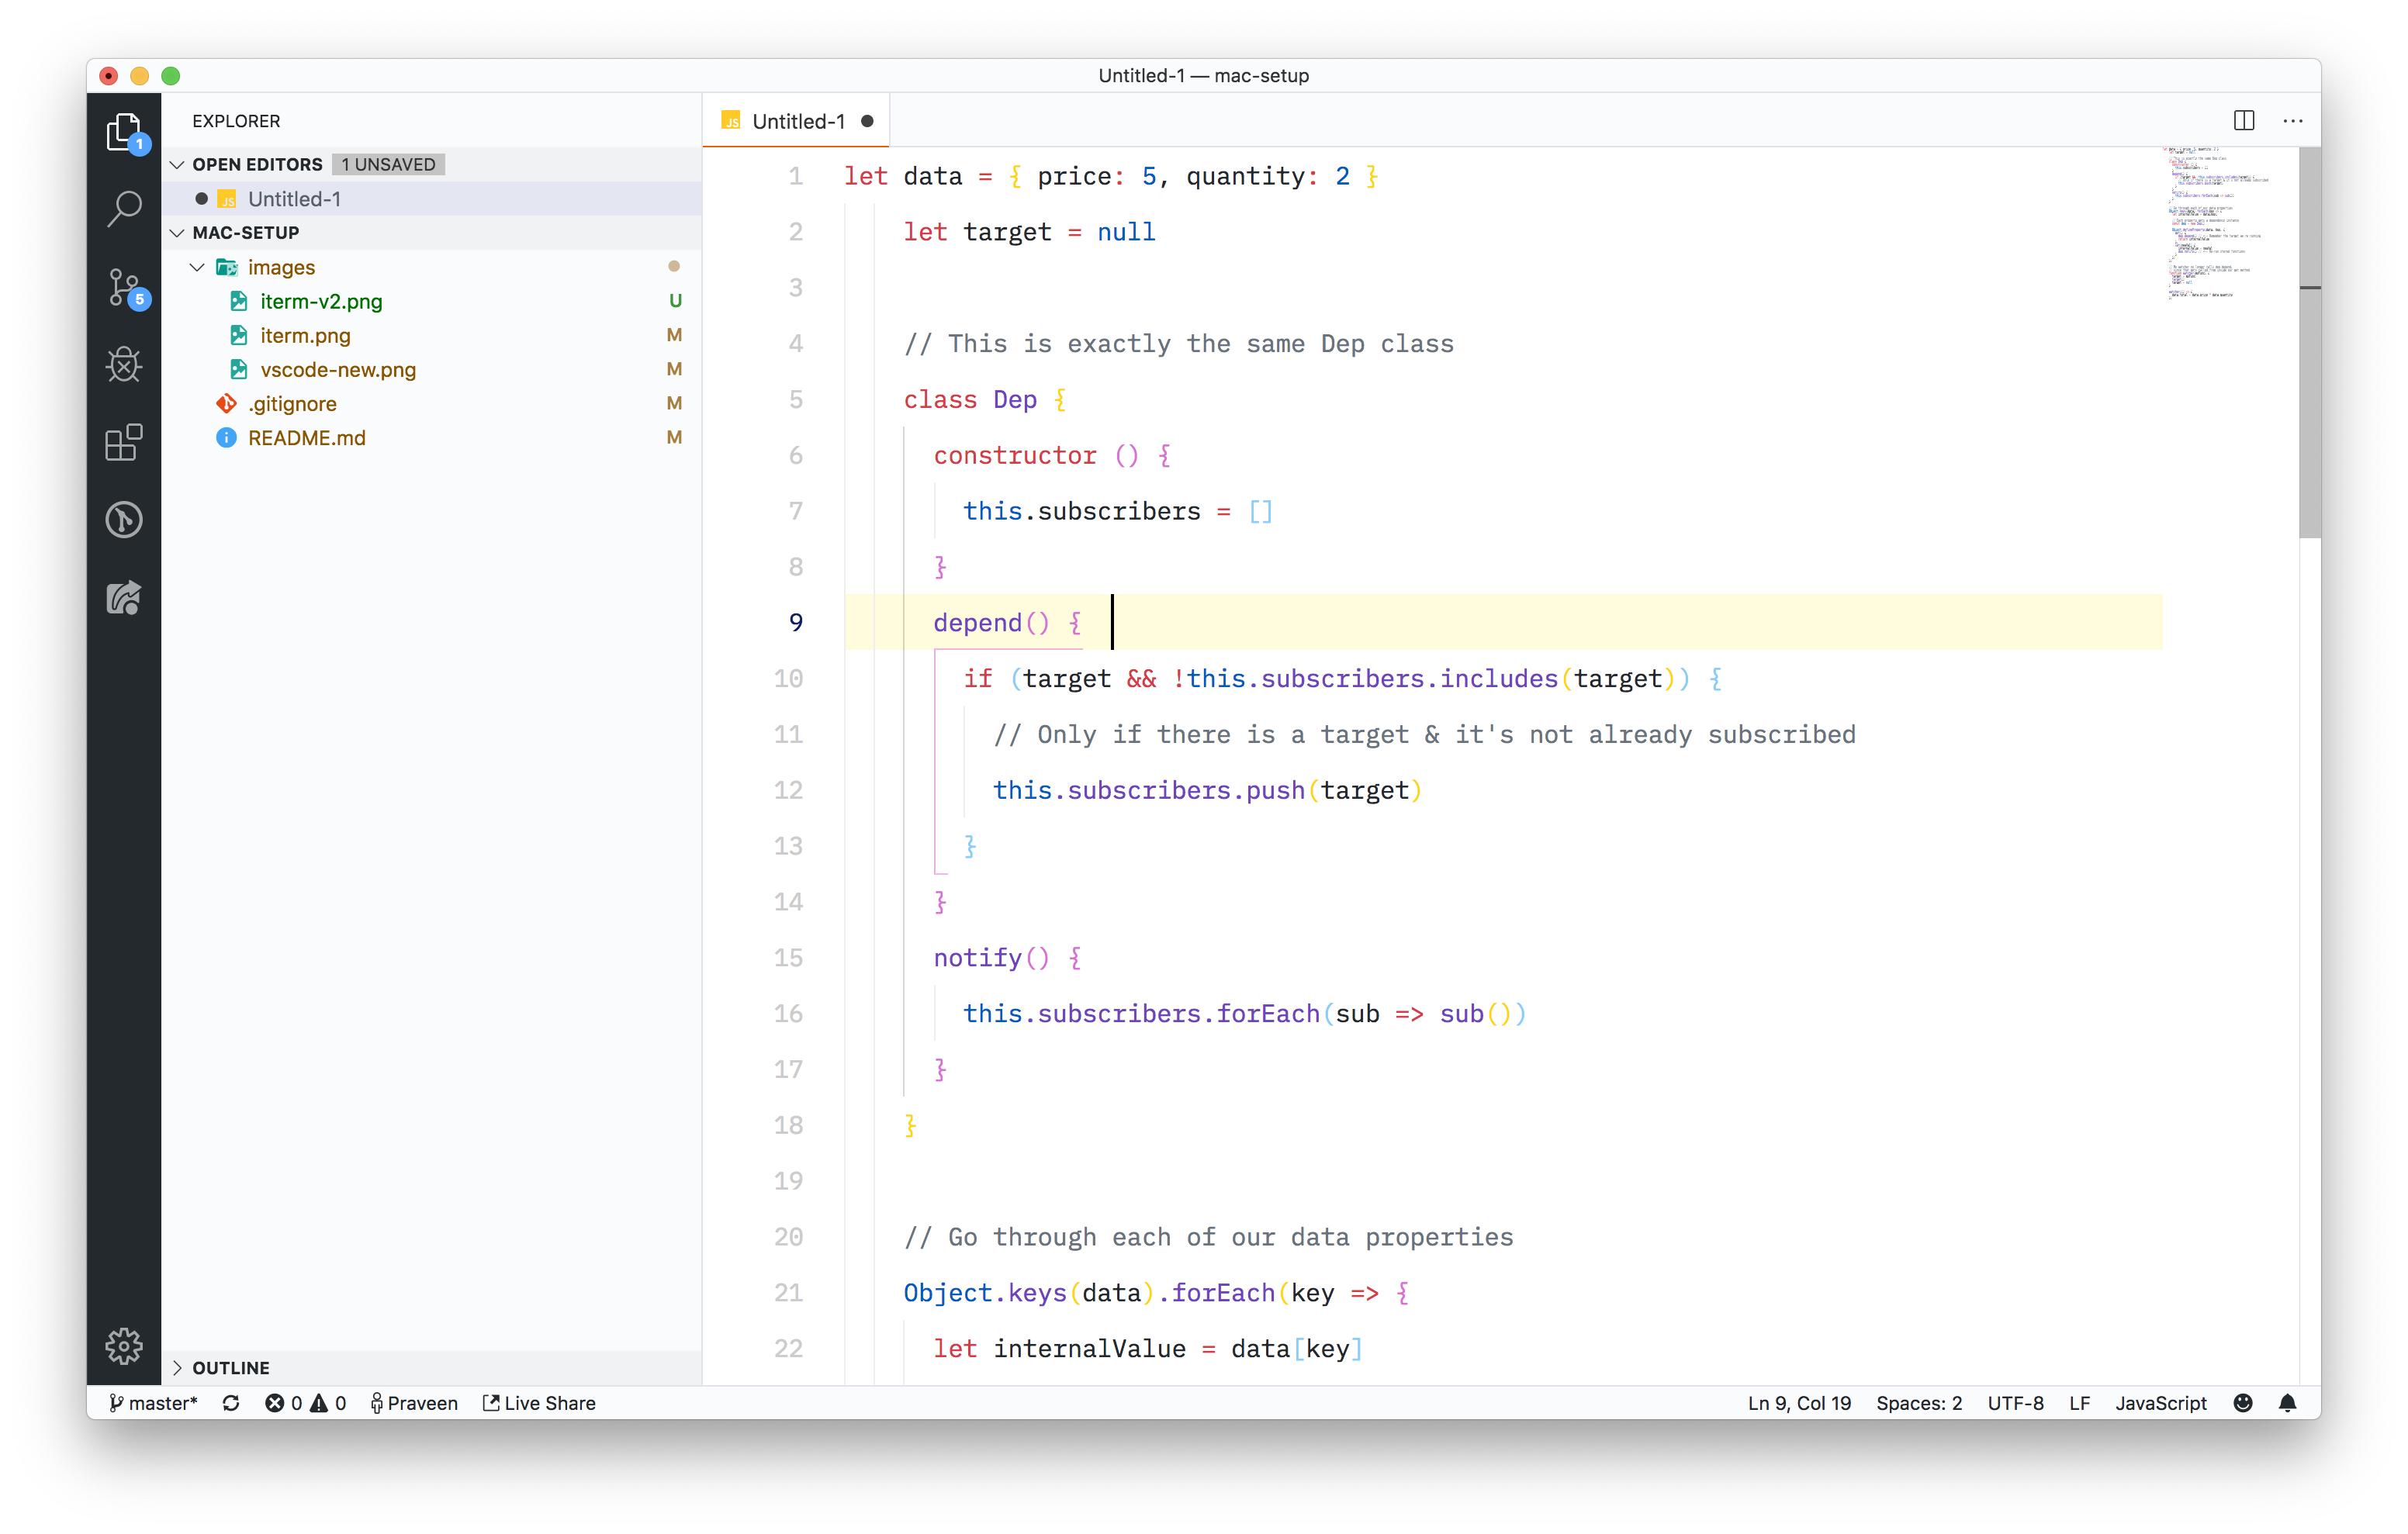 Untitled-1 — mac-setup
EXPLORER
OPEN EDITORS 1 UNSAVED
JS Untitled-1
MAC-SETUP
images
iterm-v2.png U
iterm.png M
vscode-new.png M
.gitignore M
README.md M
OUTLINE
1
5
JS Untitled-1
1 let data = { price: 5, quantity: 2 }
2 let target = null
3
4 // This is exactly the same Dep class
5 class Dep {
6 constructor () {
7 this.subscribers = []
8 }
9 depend() {
10 if (target && !this.subscribers.includes(target)) {
11 // Only if there is a target & it's not already subscribed
12 this.subscribers.push(target)
13 }
14 }
15 notify() {
16 this.subscribers.forEach(sub => sub())
17 }
18 }
19
20 // Go through each of our data properties
21 Object.keys(data).forEach(key => {
22 let internalValue = data[key]
master* 0 0 Praveen Live Share Ln 9, Col 19 Spaces: 2 UTF-8 LF JavaScript